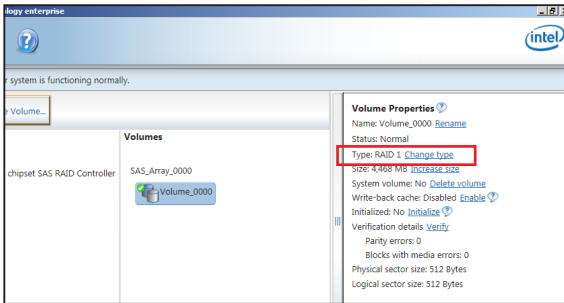 ology enterprise
intel
r system is functioning normally.
e Volume...
chipset SAS RAID Controller
Volumes
SAS_Array_0000
Volume_0000
Volume Properties
Name: Volume_0000 Rename
Status: Normal
Type: RAID 1 Change type
Size: 4,468 MB Increase size
System volume: No Delete volume
Write-back cache: Disabled Enable
Initialized: No Initialize
Verification details Verify
Parity errors: 0
Blocks with media errors: 0
Physical sector size: 512 Bytes
Logical sector size: 512 Bytes